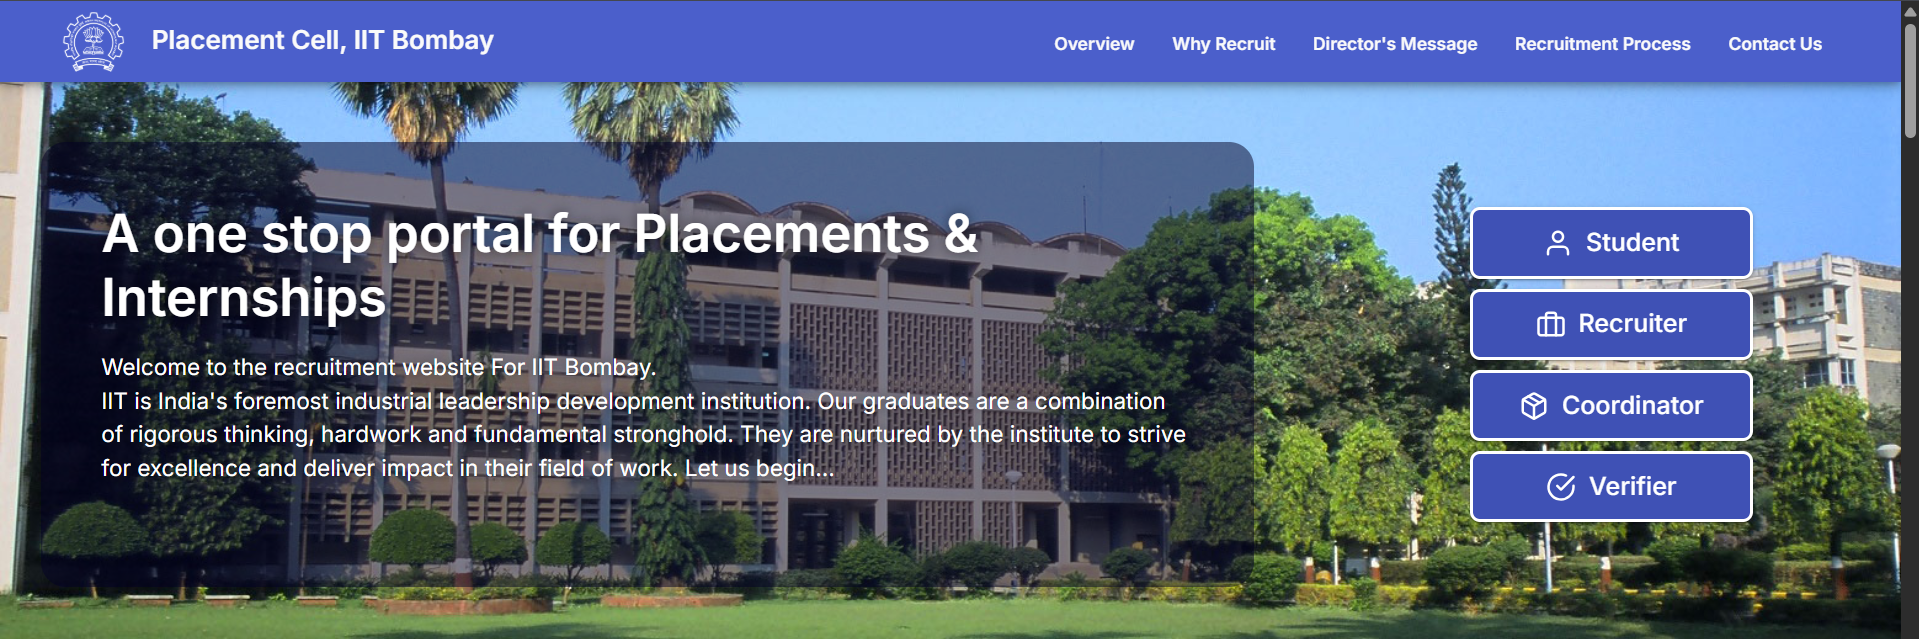 Placement Cell, IIT Bombay
Overview
Why Recruit
Director's Message
Recruitment Process
Contact Us
A one stop portal for Placements &
Internships
Welcome to the recruitment website For IIT Bombay.
IIT is India's foremost industrial leadership development institution. Our graduates are a combination
of rigorous thinking, hardwork and fundamental stronghold. They are nurtured by the institute to strive
for excellence and deliver impact in their field of work. Let us begin...
Student
Recruiter
Coordinator
Verifier